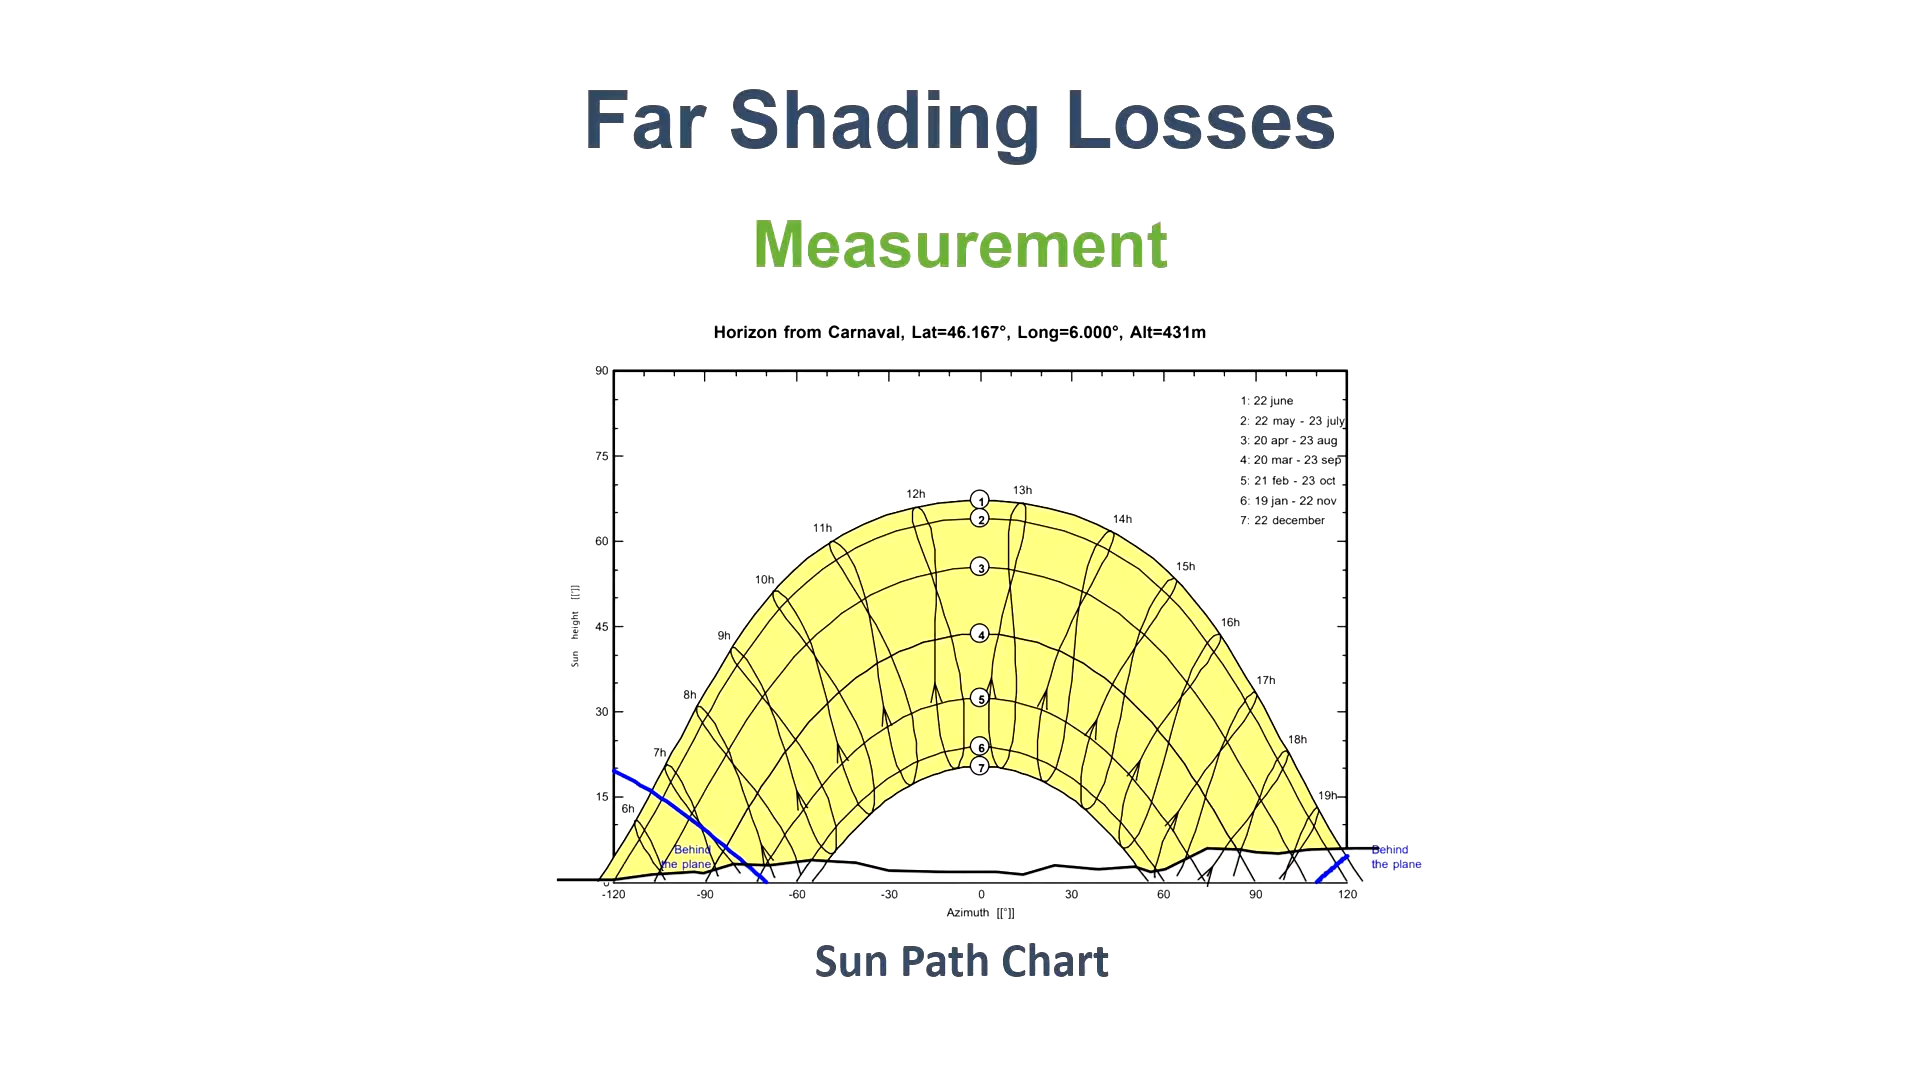 Far Shading Losses
Measurement
Horizon from Carnaval, Lat=46.167°, Long=6.000°, Alt=431m
90
75
60
45
30
15
0
Sun height [[°]]
1: 22 june
2: 22 may - 23 july
3: 20 apr - 23 aug
4: 20 mar - 23 sep
5: 21 feb - 23 oct
6: 19 jan - 22 nov
7: 22 december
6h
7h
8h
9h
10h
11h
12h
13h
14h
15h
16h
17h
18h
19h
1
2
3
4
5
6
7
Behind
the plane
Behind
the plane
-120 -90 -60 -30 0 30 60 90 120
Azimuth [[°]]
Sun Path Chart